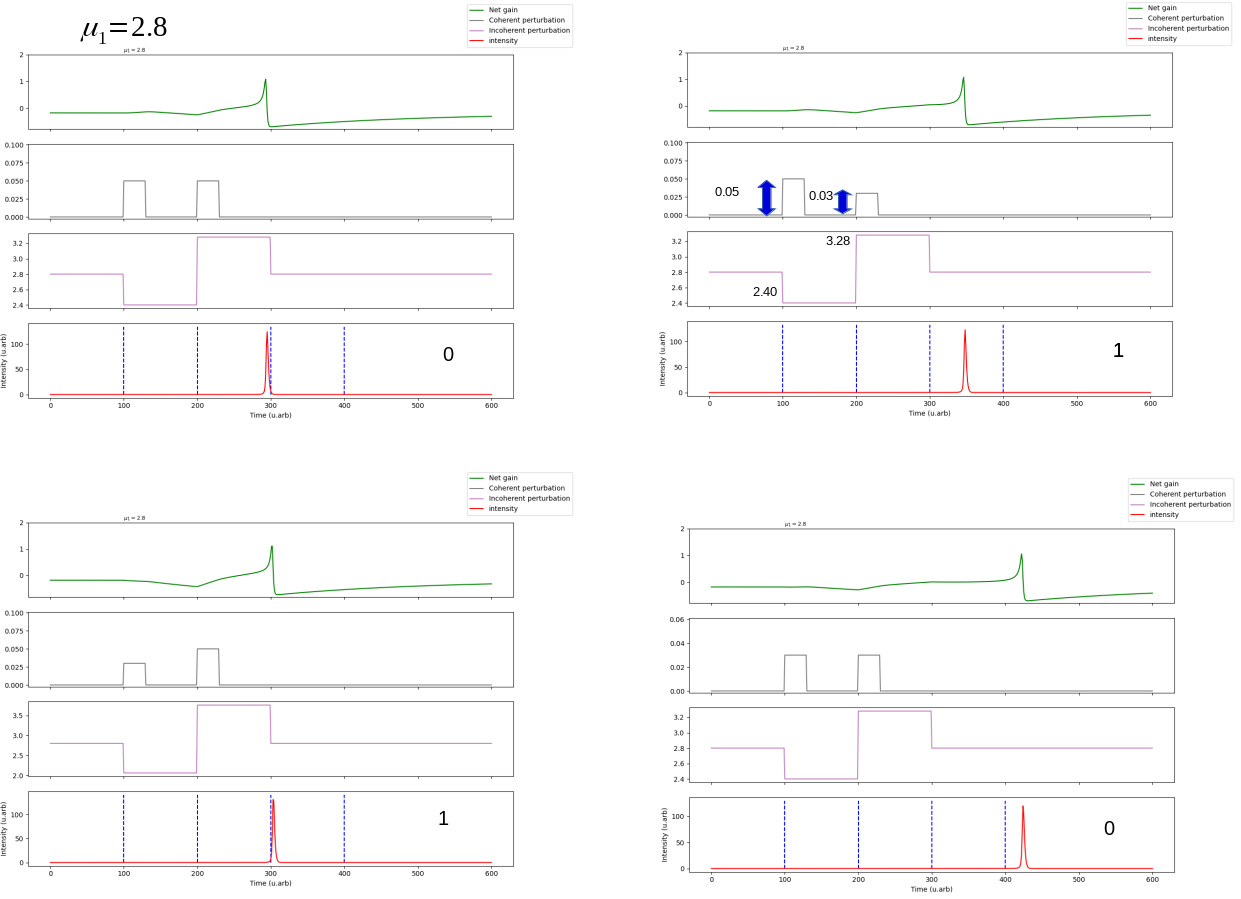 μ1=2.8
Net gain
Coherent perturbation
Incoherent perturbation
intensity
μ1 = 2.8
2
1
0
0.100
0.075
0.050
0.025
0.000
3.2
2.8
2.4
Intensity (u.arb)
100
50
0
0
0 100 200 300 400 500 600
Time (u.arb)
Net gain
Coherent perturbation
Incoherent perturbation
intensity
μ1 = 2.8
2
1
0
0.100
0.075
0.050
0.025
0.000
0.05
0.03
3.2
2.8
2.4
3.28
2.40
Intensity (u.arb)
100
50
0
1
0 100 200 300 400 500 600
Time (u.arb)
Net gain
Coherent perturbation
Incoherent perturbation
intensity
μ1 = 2.8
2
1
0
0.100
0.075
0.050
0.025
0.000
3.5
3.0
2.5
2.0
Intensity (u.arb)
100
50
0
1
0 100 200 300 400 500 600
Time (u.arb)
Net gain
Coherent perturbation
Incoherent perturbation
intensity
μ1 = 2.8
2
1
0
0.06
0.04
0.02
0.00
3.2
3.0
2.8
2.6
2.4
Intensity (u.arb)
100
50
0
0
0 100 200 300 400 500 600
Time (u.arb)